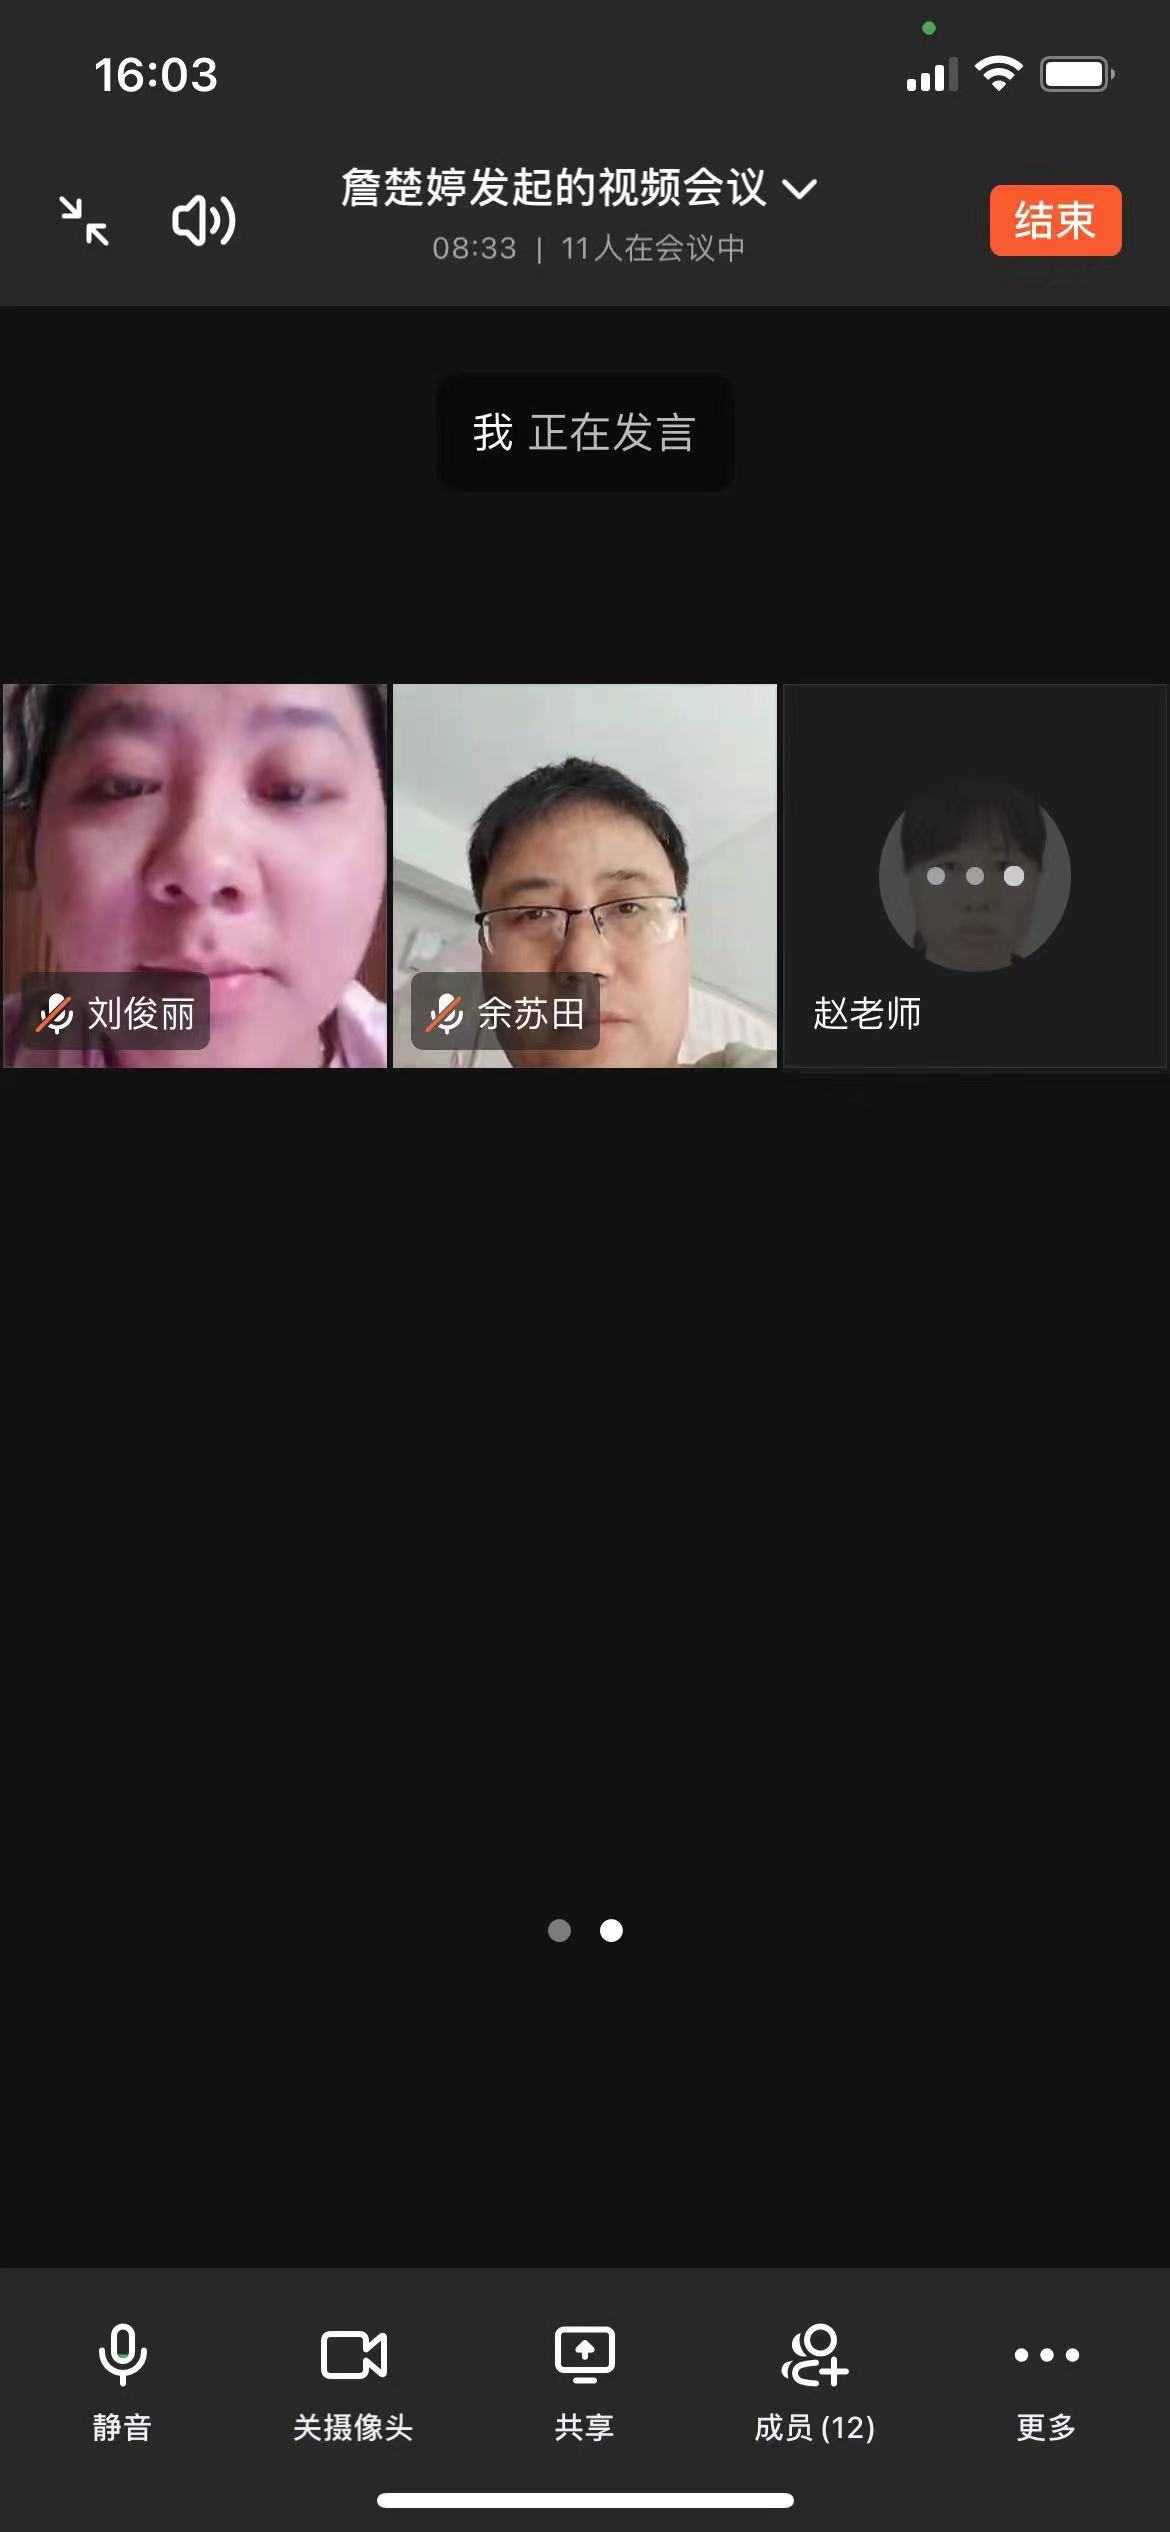 16:03
詹楚婷发起的视频会议
08:33 | 11人在会议中
结束
我 正在发言
刘俊丽
余苏田
赵老师
静音
关摄像头
共享
成员(12)
更多